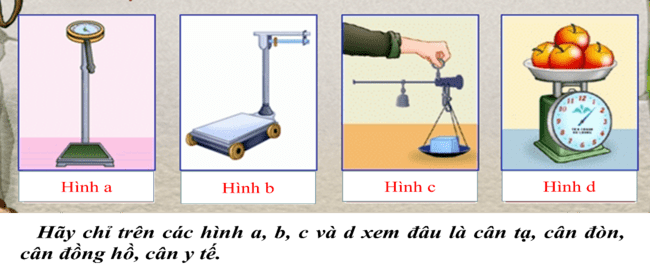 Hình a
Hình b
Hình c
Hình d
Hãy chỉ trên các hình a, b, c và d xem đâu là cân tạ, cân đòn,
cân đồng hồ, cân y tế.